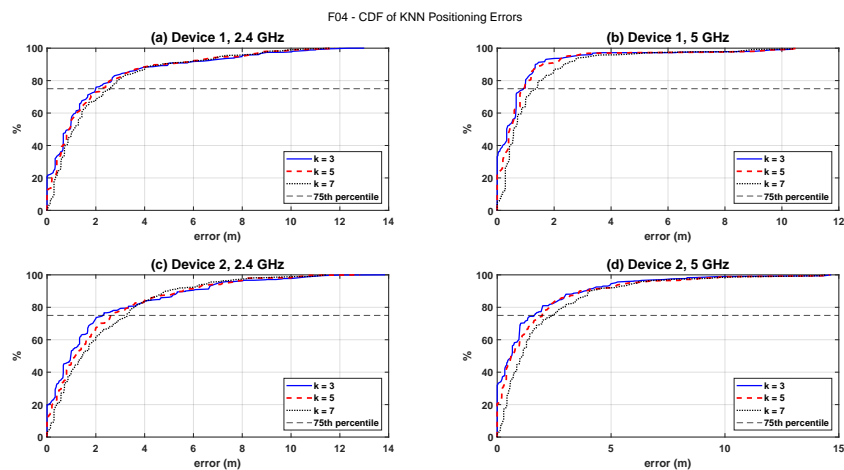 F04 - CDF of KNN Positioning Errors
(a) Device 1, 2.4 GHz
100
80
60
40
20
0
%
0 2 4 6 8 10 12 14
error (m)
k = 3
k = 5
k = 7
75th percentile
(b) Device 1, 5 GHz
100
80
60
40
20
0
%
0 2 4 6 8 10 12
error (m)
k = 3
k = 5
k = 7
75th percentile
(c) Device 2, 2.4 GHz
100
80
60
40
20
0
%
0 2 4 6 8 10 12 14
error (m)
k = 3
k = 5
k = 7
75th percentile
(d) Device 2, 5 GHz
100
80
60
40
20
0
%
0 5 10 15
error (m)
k = 3
k = 5
k = 7
75th percentile